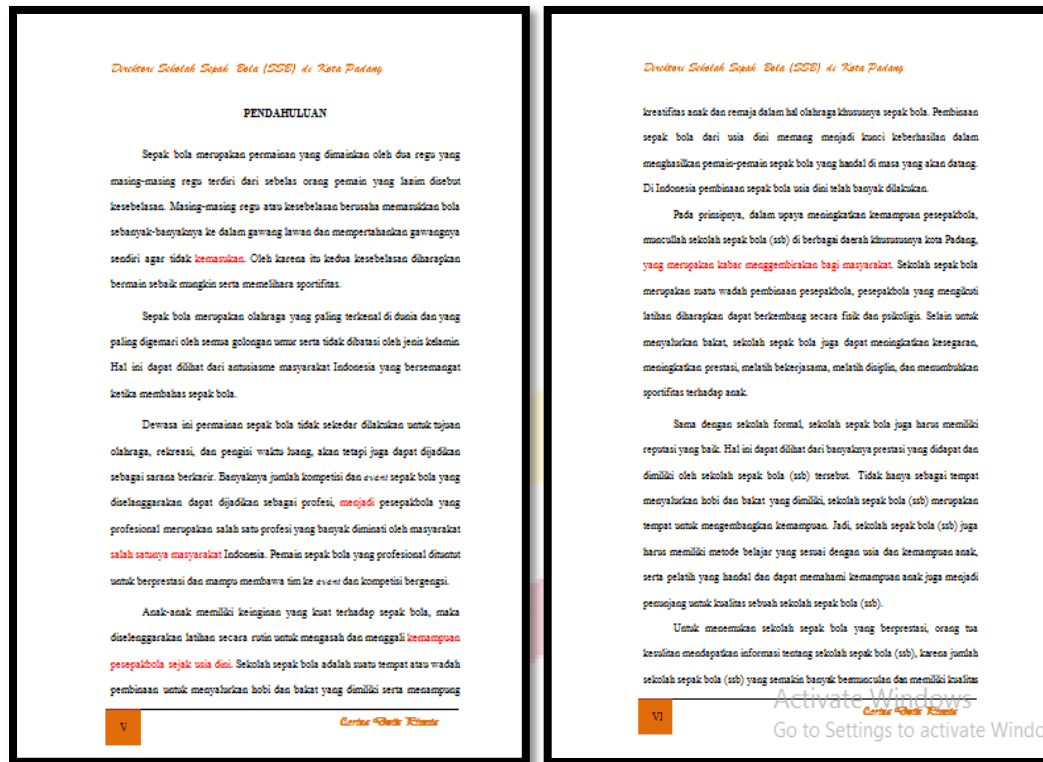 Direktori Sekolah Sepak Bola (SSB) di Kota Padang
PENDAHULUAN
Sepak bola merupakan permainan yang dimainkan oleh dua regu yang
masing-masing regu terdiri dari sebelas orang pemain yang lazim disebut
kesebelasan. Masing-masing regu atau kesebelasan berusaha memasukkan bola
sebanyak-banyaknya ke dalam gawang lawan dan mempertahankan gawangnya
sendiri agar tidak kemasukan. Oleh karena itu kedua kesebelasan diharapkan
bermain sebaik mungkin serta memelihara sportifitas.
Sepak bola merupakan olahraga yang paling terkenal di dunia dan yang
paling digemari oleh semua golongan umur serta tidak dibatasi oleh jenis kelamin.
Hal ini dapat dilihat dari antusiasme masyarakat Indonesia yang bersemangat
ketika membahas sepak bola.
Dewasa ini permainan sepak bola tidak sekedar dilakukan untuk tujuan
olahraga, rekreasi, dan pengisi waktu luang, akan tetapi juga dapat dijadikan
sebagai sarana berkarir. Banyaknya jumlah kompetisi dan event sepak bola yang
diselanggarakan dapat dijadikan sebagai profesi, menjadi pesepakbola yang
profesional merupakan salah satu profesi yang banyak diminati oleh masyarakat
salah satunya masyarakat Indonesia. Pemain sepak bola yang profesional dituntut
untuk berprestasi dan mampu membawa tim ke event dan kompetisi bergengsi.
Anak-anak memiliki keinginan yang kuat terhadap sepak bola, maka
diselenggarakan latihan secara rutin untuk mengasah dan menggali kemampuan
pesepakbola sejak usia dini. Sekolah sepak bola adalah suatu tempat atau wadah
pembinaan untuk menyalurkan hobi dan bakat yang dimiliki serta menampung
V
Direktori Sekolah Sepak Bola (SSB) di Kota Padang
kreatifitas anak dan remaja dalam hal olahraga khususnya sepak bola. Pembinaan
sepak bola dari usia dini memang menjadi kunci keberhasilan dalam
menghasilkan pemain-pemain sepak bola yang handal di masa yang akan datang.
Di Indonesia pembinaan sepak bola usia dini telah banyak dilakukan.
Pada prinsipnya, dalam upaya meningkatkan kemampuan pesepakbola,
muncullah sekolah sepak bola (ssb) di berbagai daerah khusususnya kota Padang,
yang merupakan kabar menggembirakan bagi masyarakat. Sekolah sepak bola
merupakan suatu wadah pembinaan pesepakbola, pesepakbola yang mengikuti
latihan diharapkan dapat berkembang secara fisik dan psikoligis. Selain untuk
menyalurkan bakat, sekolah sepak bola juga dapat meningkatkan kesegaran,
meningkatkan prestasi, melatih bekerjasama, melatih disiplin, dan menumbuhkan
sportifitas terhadap anak.
Sama dengan sekolah formal, sekolah sepak bola juga harus memiliki
reputasi yang baik. Hal ini dapat dilihat dari banyaknya prestasi yang didapat dan
dimiliki oleh sekolah sepak bola (ssb) tersebut. Tidak hanya sebagai tempat
menyalurkan hobi dan bakat yang dimiliki, sekolah sepak bola (ssb) merupakan
tempat untuk mengembangkan kemampuan. Jadi, sekolah sepak bola (ssb) juga
harus memiliki metode belajar yang sesuai dengan usia dan kemampuan anak,
serta pelatih yang handal dan dapat memahami kemampuan anak juga menjadi
penunjang untuk kualitas sebuah sekolah sepak bola (ssb).
Untuk menemukan sekolah sepak bola yang berprestasi, orang tua
kesulitan mendapatkan informasi tentang sekolah sepak bola (ssb), karena jumlah
sekolah sepak bola (ssb) yang semakin banyak bermunculan dan memiliki kualitas
VI
Activate Windows
Go to Settings to activate Windo